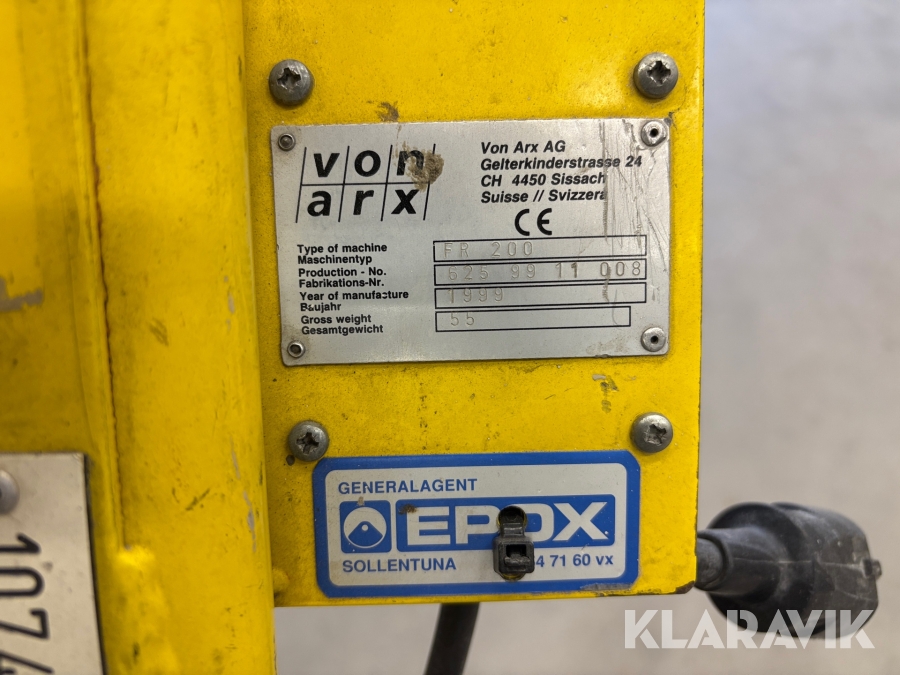 KLARAVIK
von
arx
Von Arx AG
Gelterkinderstrasse 24
CH 4450 Sissach
Suisse // Svizzera
CE
Type of machine
Maschinentyp
FR 200
Production - No.
Fabrikations-Nr.
625 99 11 008
Year of manufacture
Baujahr
1999
Gross weight
Gesamtgewicht
55
GENERALAGENT
EPOX
SOLLENTUNA
4 71 60 vx
1074
KLARAVIK